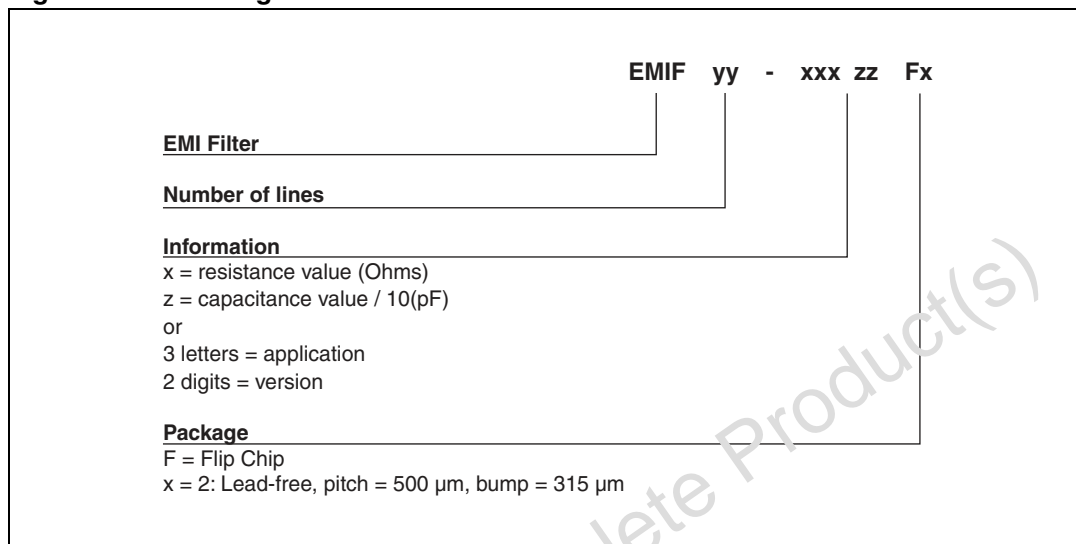 EMIF yy - xxx zz Fx
EMI Filter
Number of lines
Information
x = resistance value (Ohms)
z = capacitance value / 10(pF)
or
3 letters = application
2 digits = version
Package
F = Flip Chip
x = 2: Lead-free, pitch = 500 µm, bump = 315 µm
Product(s)